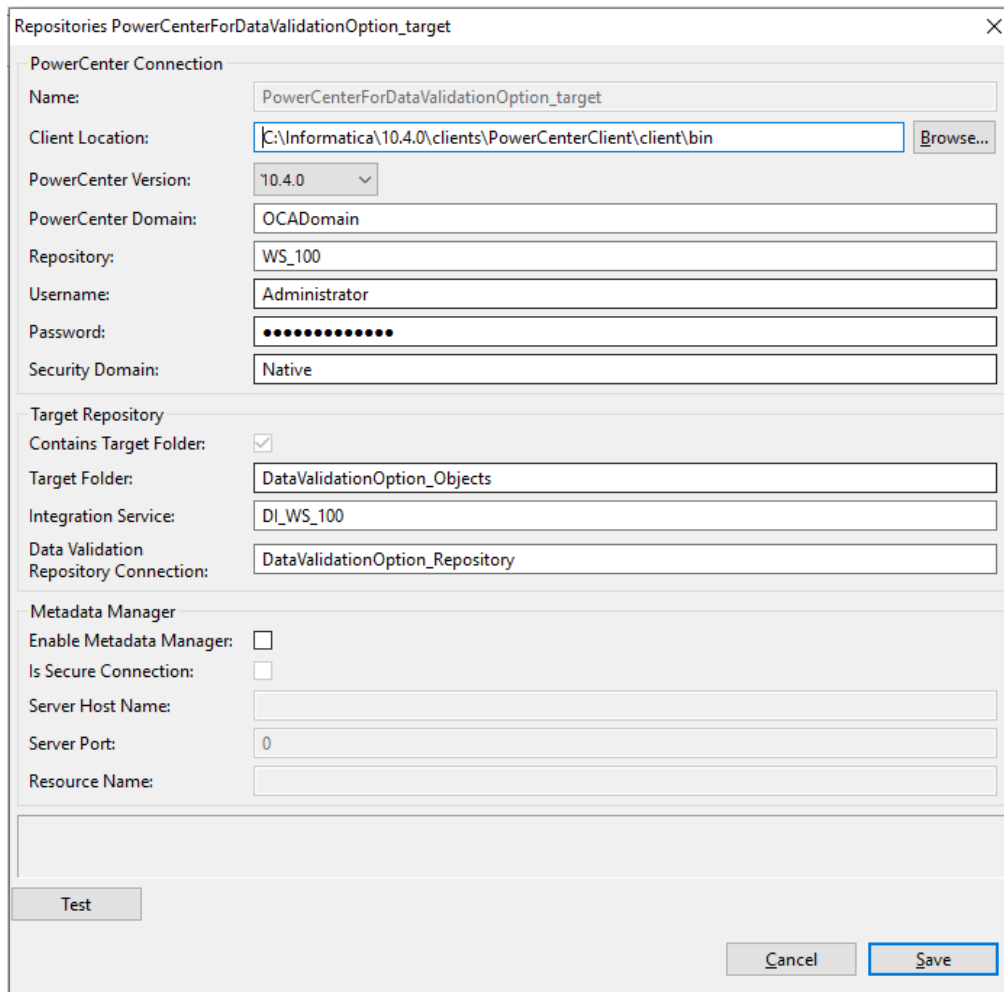 Repositories PowerCenterForDataValidationOption_target
PowerCenter Connection
Name: PowerCenterForDataValidationOption_target
Client Location: C:\Informatica\10.4.0\clients\PowerCenterClient\client\bin Browse...
PowerCenter Version: 10.4.0
PowerCenter Domain: OCADomain
Repository: WS_100
Username: Administrator
Password: ●●●●●●●●●●●●●
Security Domain: Native
Target Repository
Contains Target Folder:
Target Folder: DataValidationOption_Objects
Integration Service: DI_WS_100
Data Validation
Repository Connection: DataValidationOption_Repository
Metadata Manager
Enable Metadata Manager:
Is Secure Connection:
Server Host Name:
Server Port: 0
Resource Name:
Test
Cancel Save